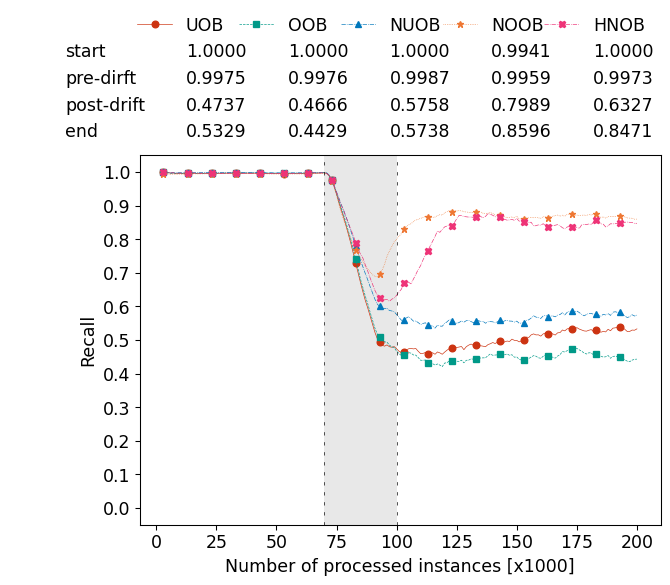 UOB OOB NUOB NOOB HNOB
start 1.0000 1.0000 1.0000 0.9941 1.0000
pre-dirft 0.9975 0.9976 0.9987 0.9959 0.9973
post-drift 0.4737 0.4666 0.5758 0.7989 0.6327
end 0.5329 0.4429 0.5738 0.8596 0.8471
1.0
0.9
0.8
0.7
0.6
0.5
0.4
0.3
0.2
0.1
0.0
Recall
0 25 50 75 100 125 150 175 200
Number of processed instances [x1000]